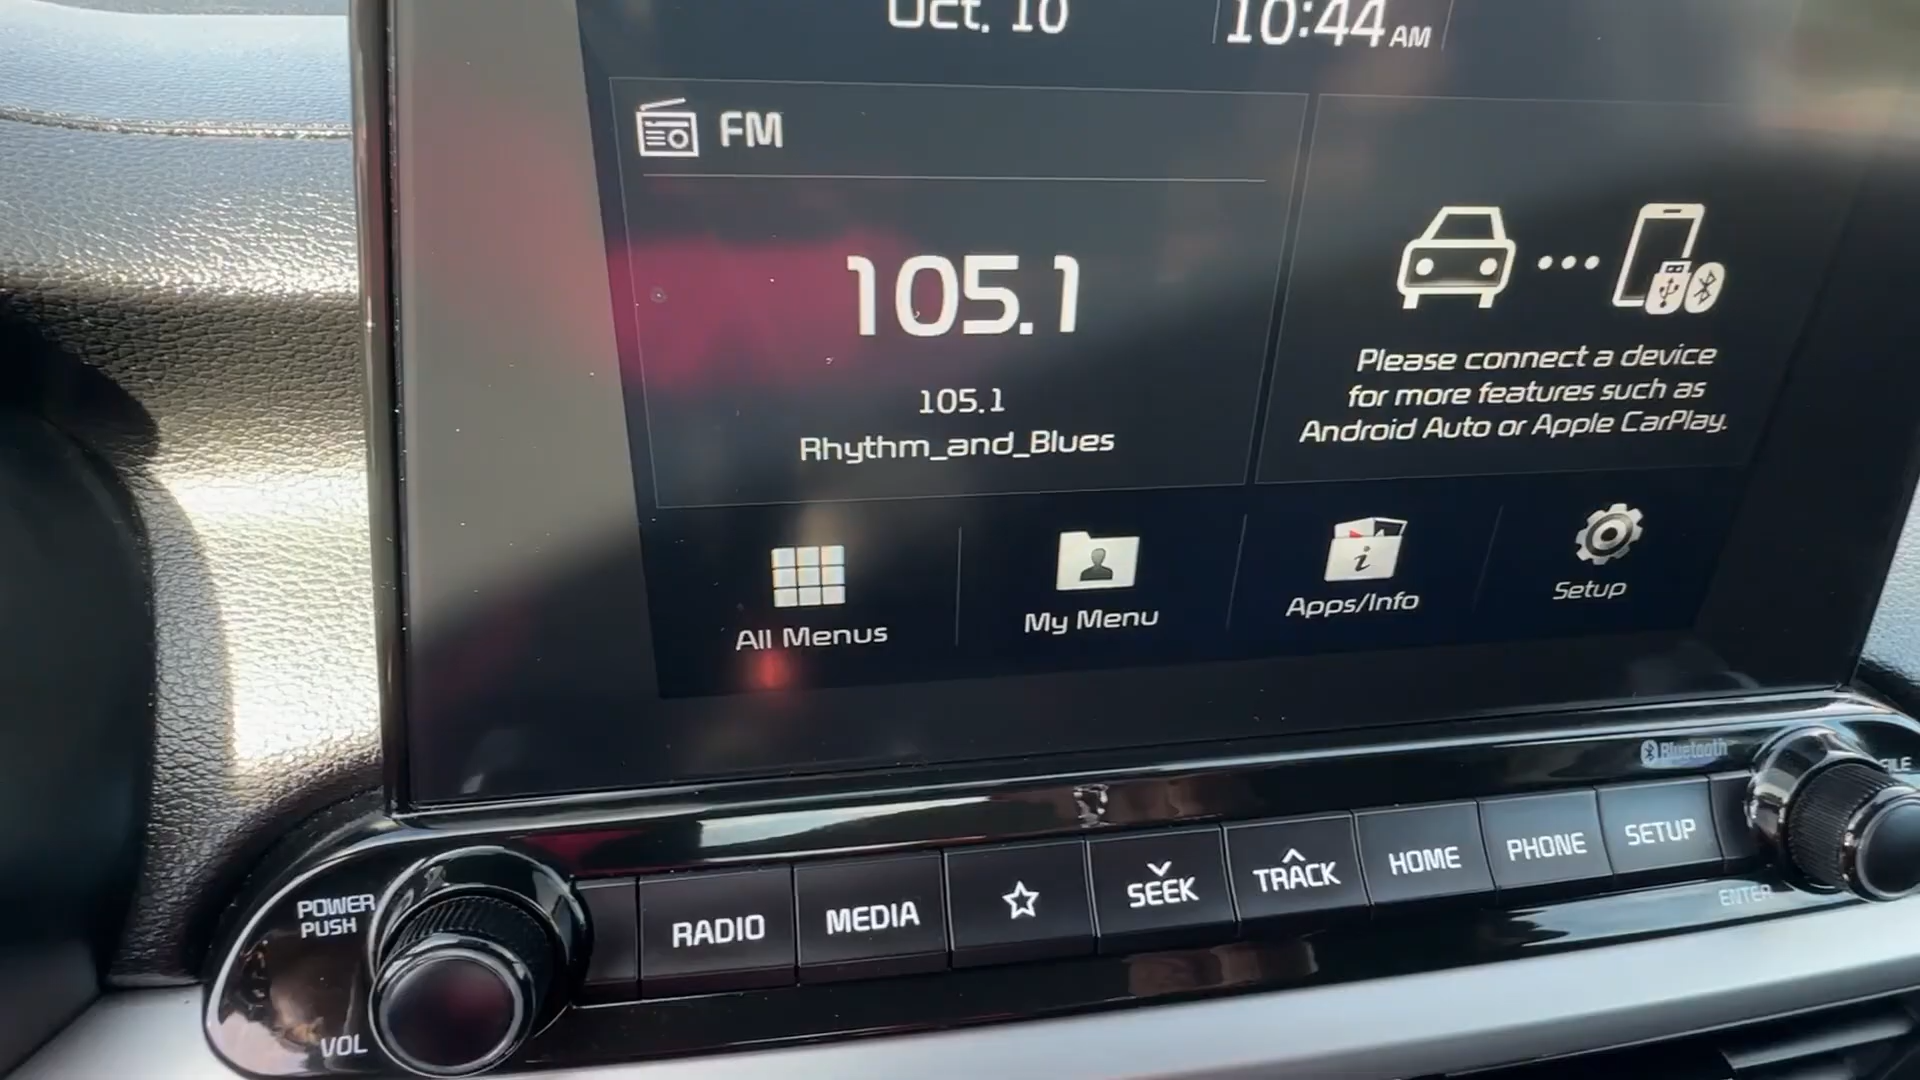 Oct. 10
10:44 AM
FM
105.1
105.1
Rhythm_and_Blues
Please connect a device
for more features such as
Android Auto or Apple CarPlay.
All Menus
My Menu
Apps/Info
Setup
Bluetooth
POWER
PUSH
VOL
RADIO
MEDIA
SEEK
TRACK
HOME
PHONE
SETUP
ENTER